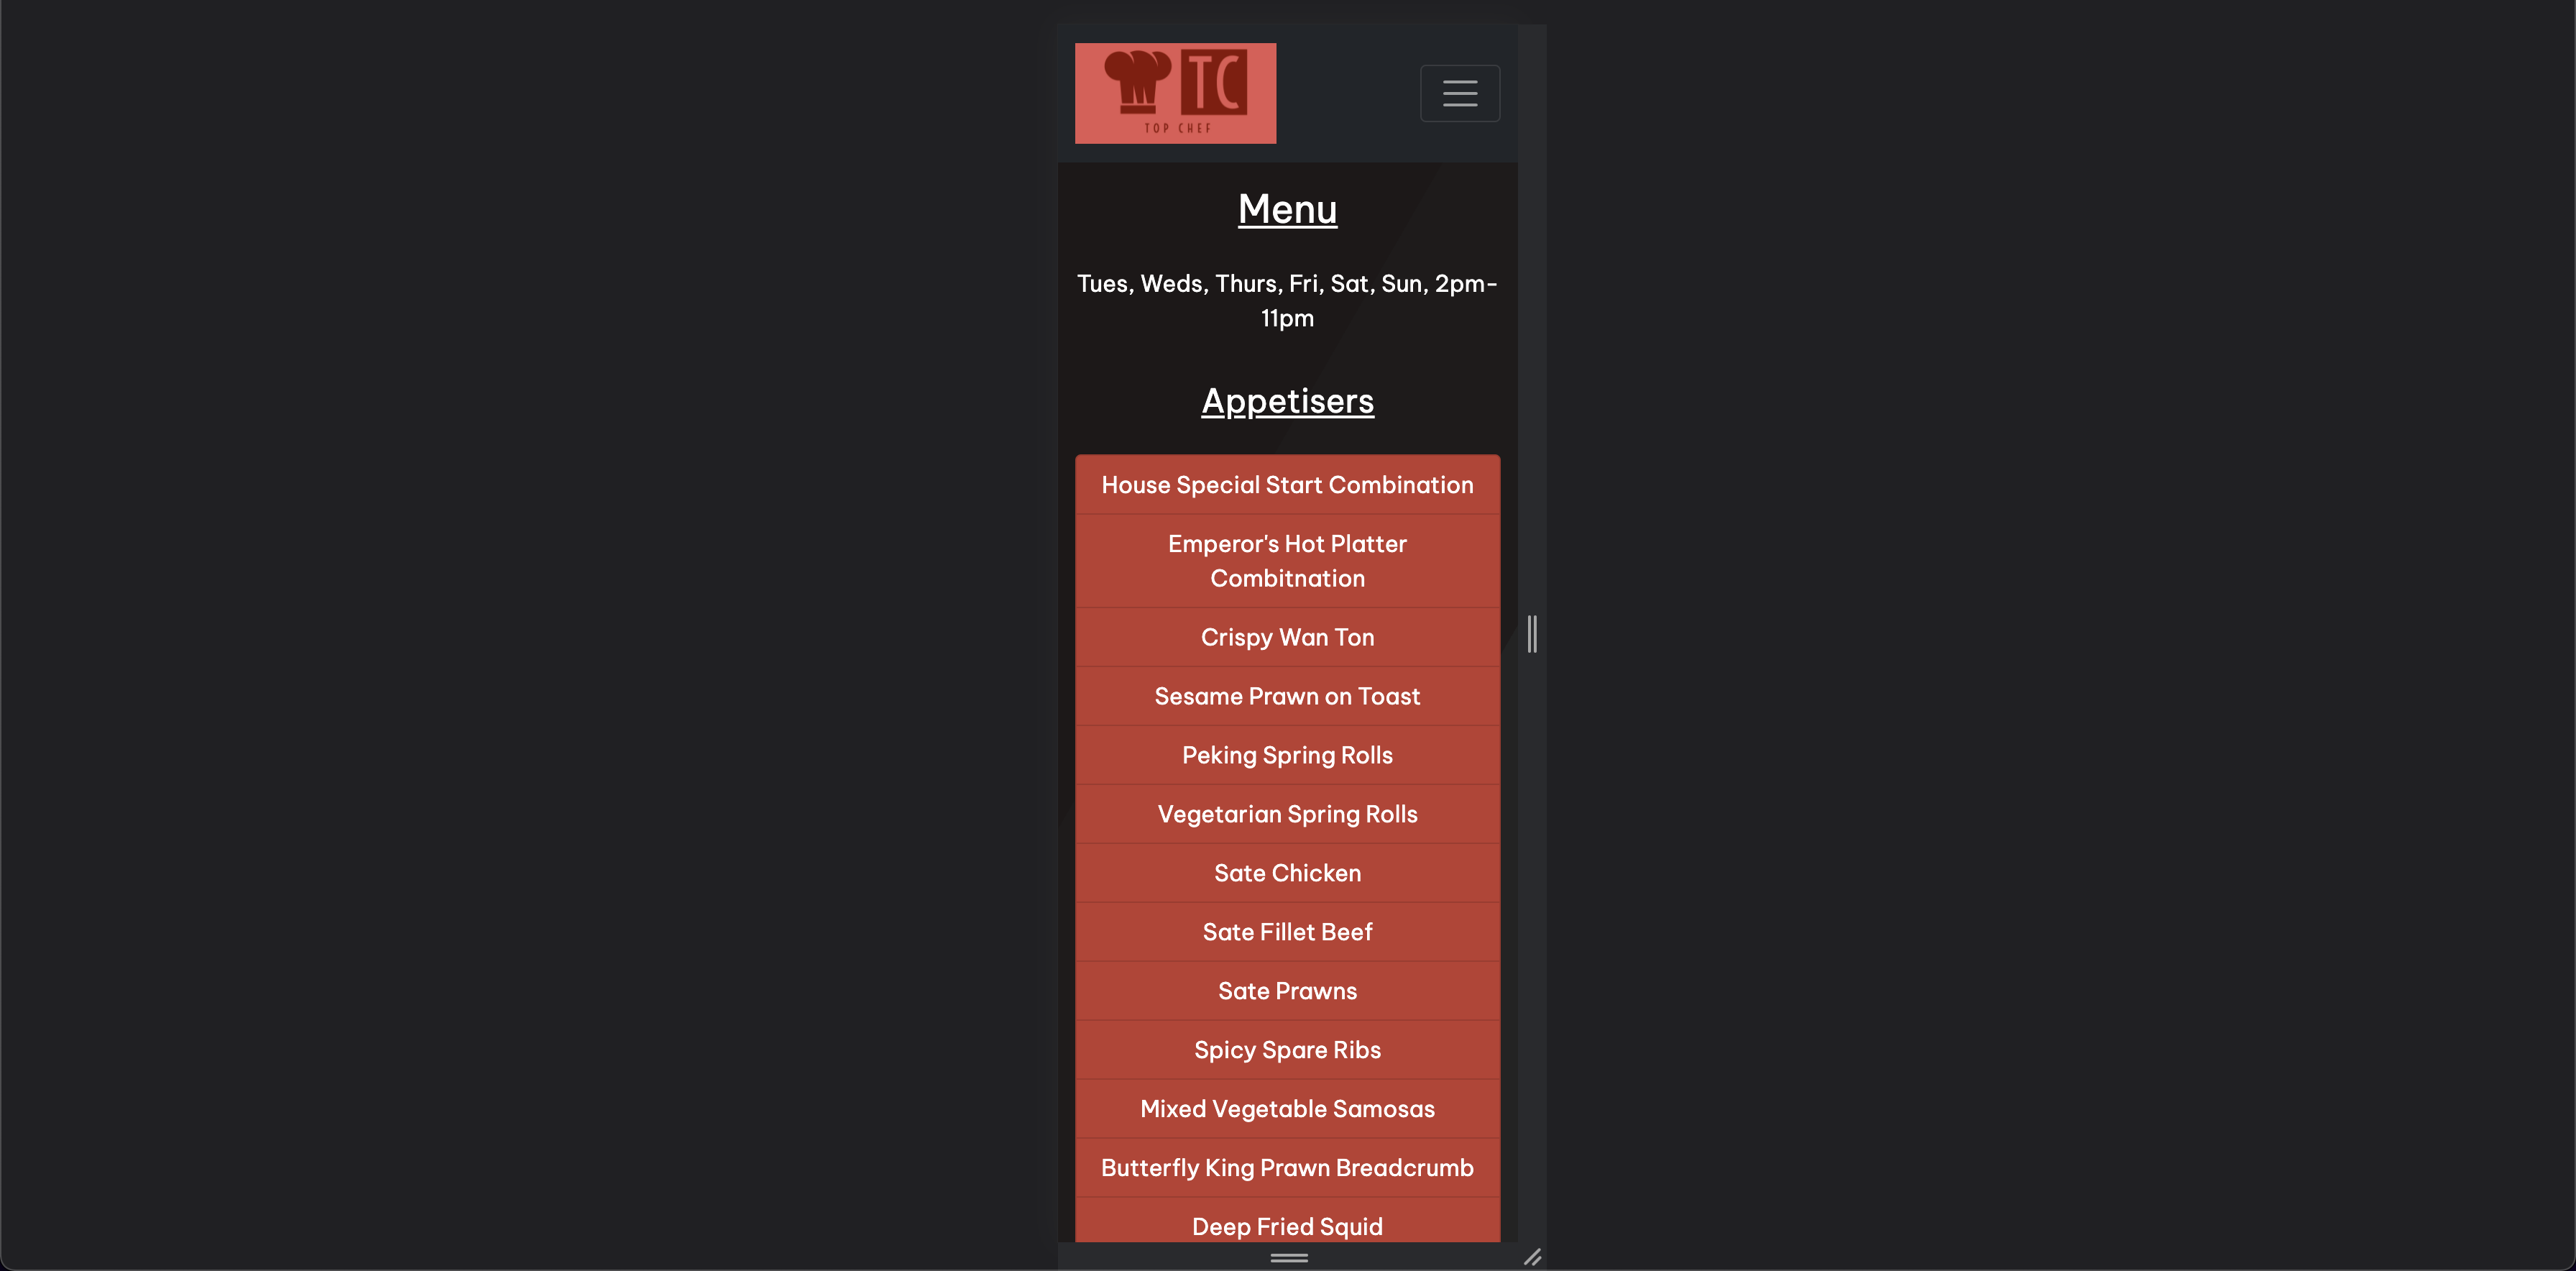 TC
TOP CHEF
Menu
Tues, Weds, Thurs, Fri, Sat, Sun, 2pm-
11pm
Appetisers
House Special Start Combination
Emperor's Hot Platter
Combitnation
Crispy Wan Ton
Sesame Prawn on Toast
Peking Spring Rolls
Vegetarian Spring Rolls
Sate Chicken
Sate Fillet Beef
Sate Prawns
Spicy Spare Ribs
Mixed Vegetable Samosas
Butterfly King Prawn Breadcrumb
Deep Fried Squid